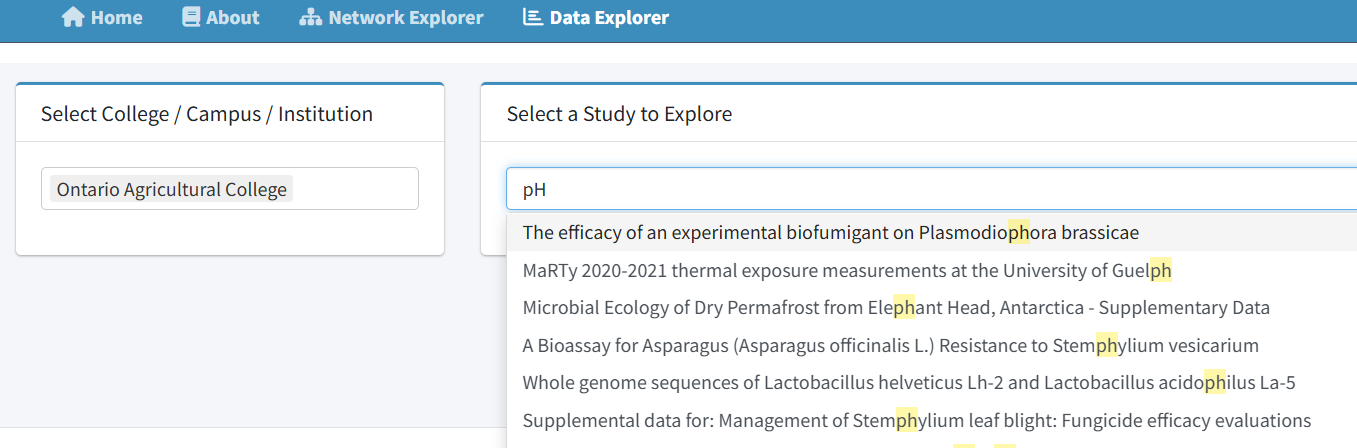 Home About Network Explorer Data Explorer
Select College / Campus / Institution
Ontario Agricultural College
Select a Study to Explore
pH
The efficacy of an experimental biofumigant on Plasmodiophora brassicae
MaRTy 2020-2021 thermal exposure measurements at the University of Guelph
Microbial Ecology of Dry Permafrost from Elephant Head, Antarctica - Supplementary Data
A Bioassay for Asparagus (Asparagus officinalis L.) Resistance to Stemphylium vesicarium
Whole genome sequences of Lactobacillus helveticus Lh-2 and Lactobacillus acidophilus La-5
Supplemental data for: Management of Stemphylium leaf blight: Fungicide efficacy evaluations